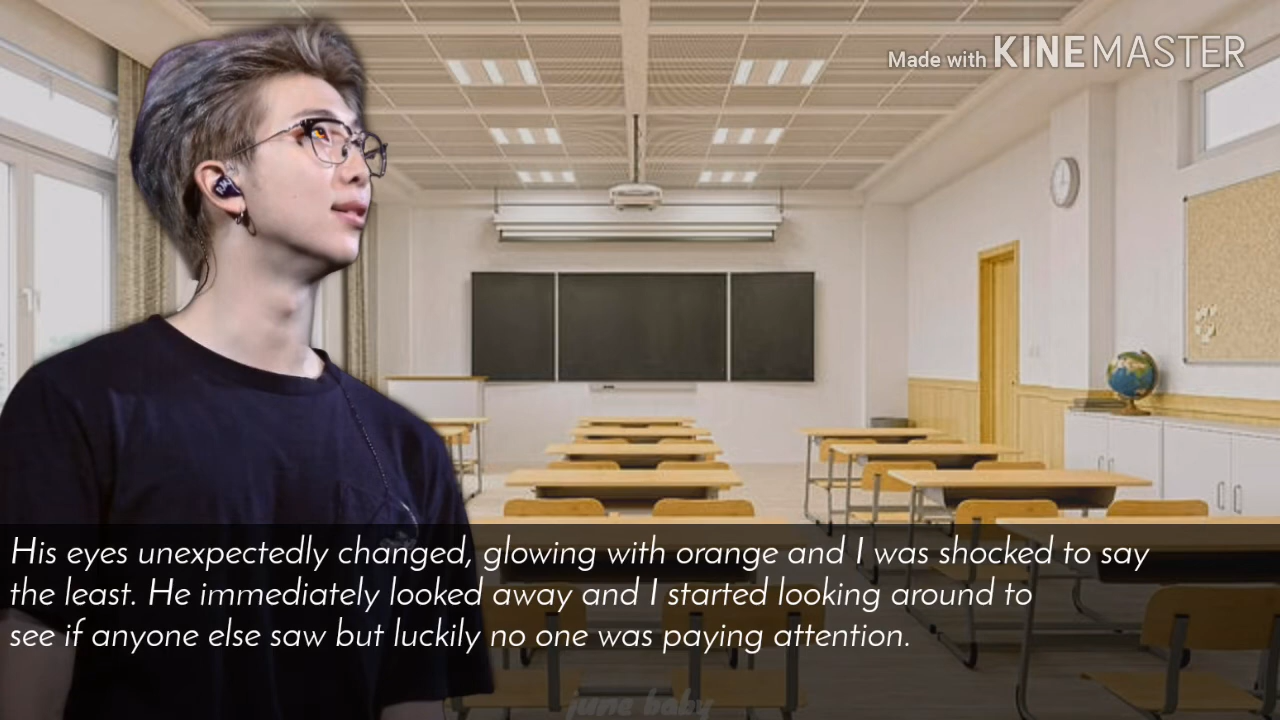 Made with KINEMASTER
His eyes unexpectedly changed, glowing with orange and I was shocked to say
the least. He immediately looked away and I started looking around to
see if anyone else saw but luckily no one was paying attention.
june baby